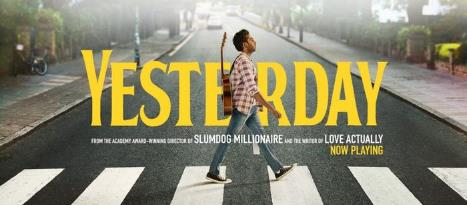 YESTERDAY
FROM THE ACADEMY AWARD-WINNING DIRECTOR OF SLUMDOG MILLIONAIRE AND THE WRITER OF LOVE ACTUALLY
NOW PLAYING